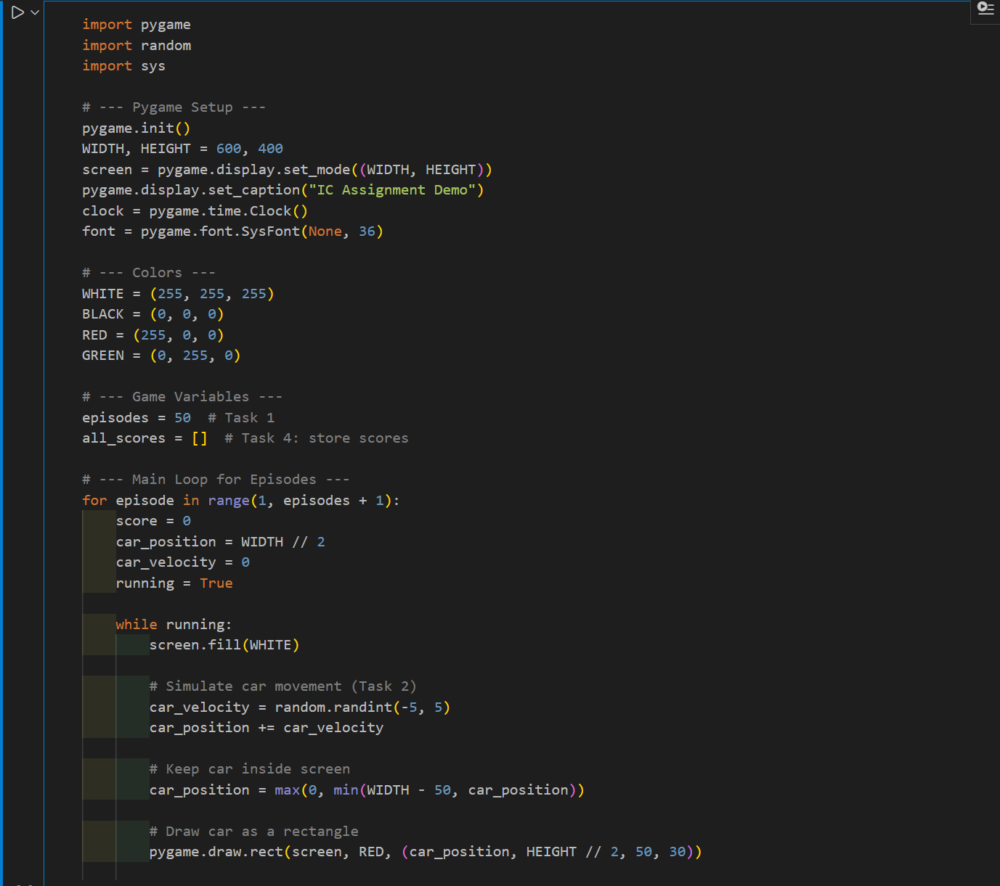 import pygame
import random
import sys

# --- Pygame Setup ---
pygame.init()
WIDTH, HEIGHT = 600, 400
screen = pygame.display.set_mode((WIDTH, HEIGHT))
pygame.display.set_caption("IC Assignment Demo")
clock = pygame.time.Clock()
font = pygame.font.SysFont(None, 36)

# --- Colors ---
WHITE = (255, 255, 255)
BLACK = (0, 0, 0)
RED = (255, 0, 0)
GREEN = (0, 255, 0)

# --- Game Variables ---
episodes = 50  # Task 1
all_scores = []  # Task 4: store scores

# --- Main Loop for Episodes ---
for episode in range(1, episodes + 1):
    score = 0
    car_position = WIDTH // 2
    car_velocity = 0
    running = True

    while running:
        screen.fill(WHITE)

        # Simulate car movement (Task 2)
        car_velocity = random.randint(-5, 5)
        car_position += car_velocity

        # Keep car inside screen
        car_position = max(0, min(WIDTH - 50, car_position))

        # Draw car as a rectangle
        pygame.draw.rect(screen, RED, (car_position, HEIGHT // 2, 50, 30))